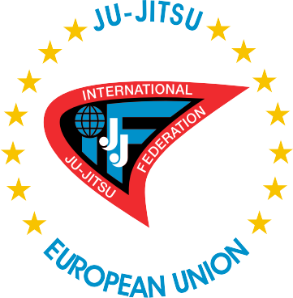 JU-JITSU
INTERNATIONAL
FEDERATION
JU-JITSU
JJIF
EUROPEAN UNION